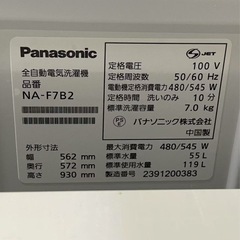 Panasonic
全自動電気洗濯機
品番
NA-F7B2
外形寸法
幅 562 mm
奥行 572 mm
高さ 930 mm
JET
定格電圧 100 V
定格周波数 50/60 Hz
電動機定格消費電力 480/545 W
定格時間 洗いのみ 10 分
標準洗濯容量 7.0 kg
PS E パナソニック株式会社
中国製
最大消費電力 480/545 W
標準水量 55 L
標準使用水量 119 L
2391200383